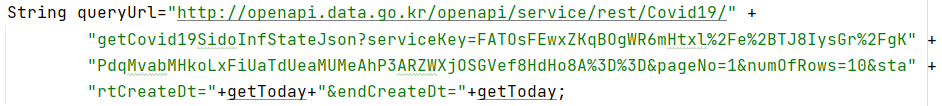 String queryUrl="http://openapi.data.go.kr/openapi/service/rest/Covid19/" +
"getCovid19SidoInfStateJson?serviceKey=FATOsFEwxZKqBOgWR6mHtxl%2Fe%2BTJ8IysGr%2FgK" +
"PdqMvabMHkoLxFiUaTdUeaMUMeAhP3ARZWXjOSGVef8HdHo8A%3D%3D&pageNo=1&numOfRows=10&sta" +
"rtCreateDt="+getToday+"&endCreateDt="+getToday;